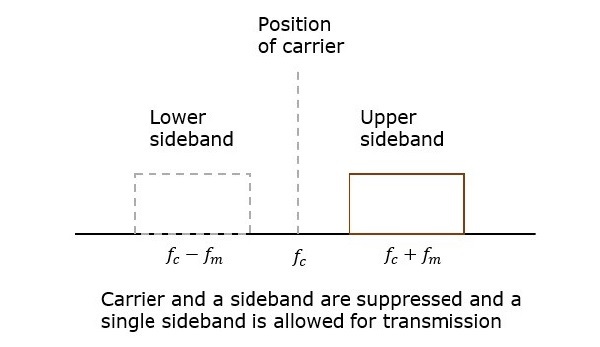 Position
of carrier
Lower
sideband
Upper
sideband
f_c − f_m
f_c
f_c + f_m
Carrier and a sideband are suppressed and a
single sideband is allowed for transmission